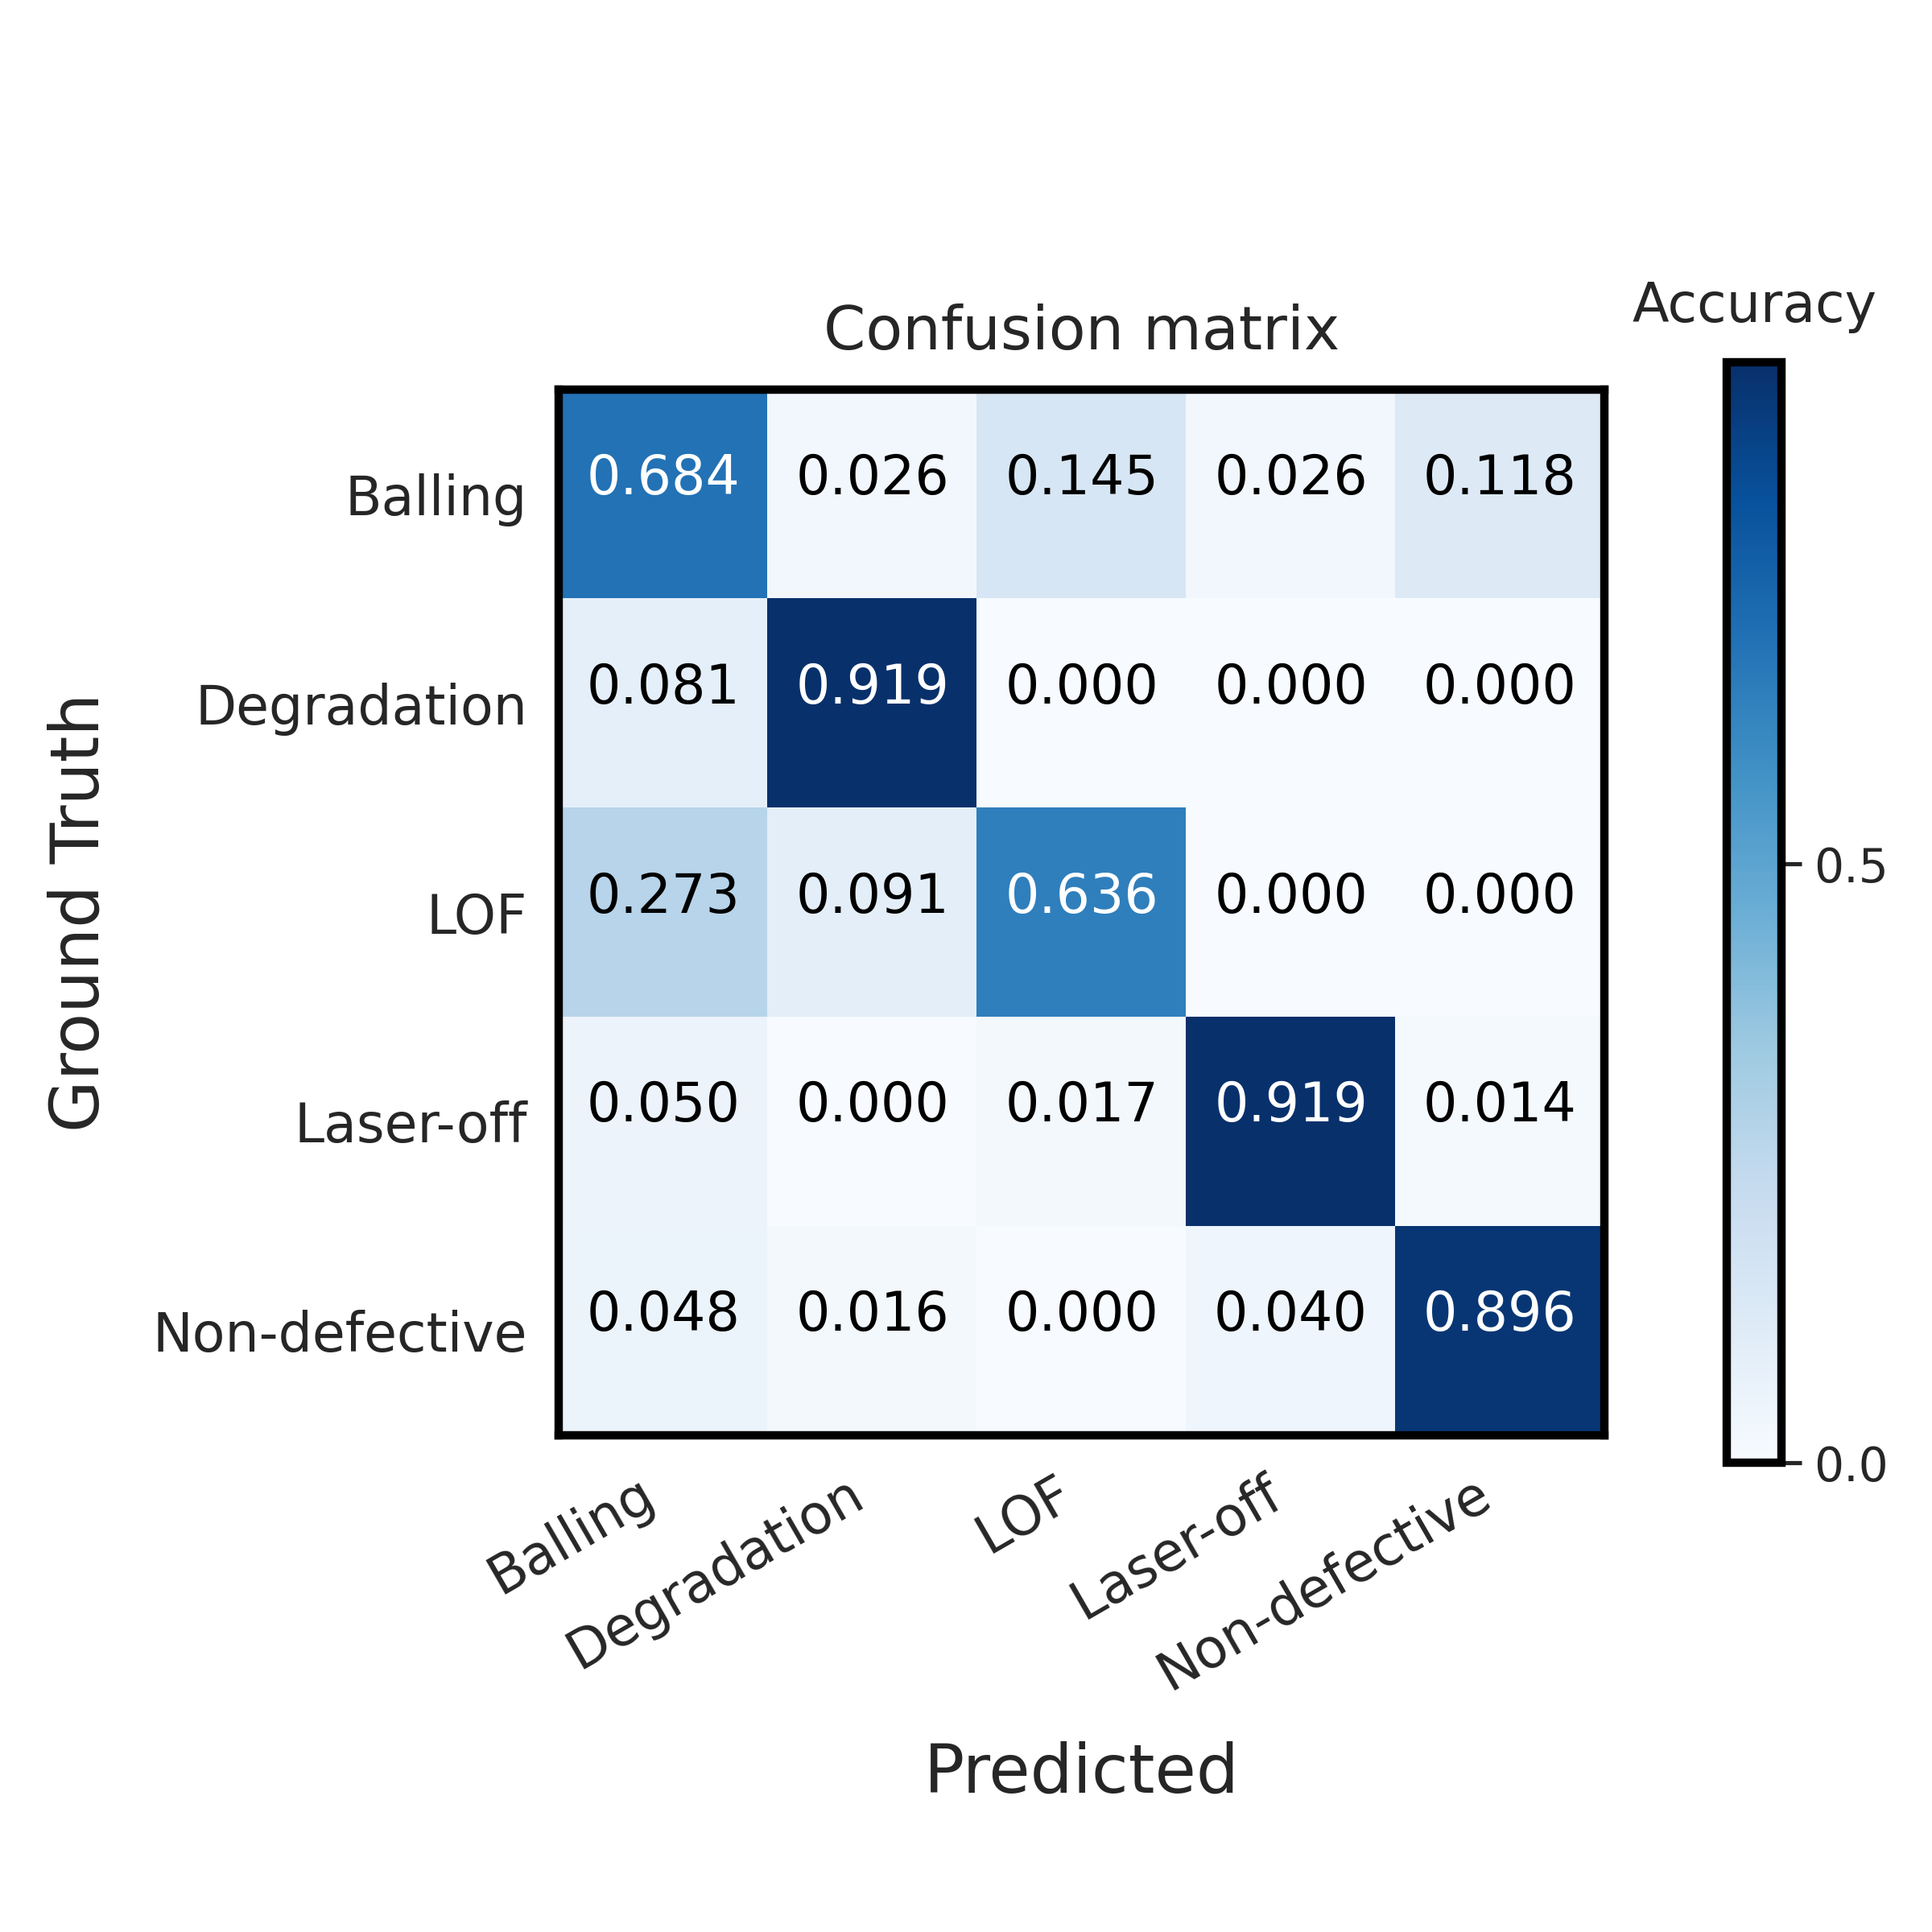 Accuracy
Confusion matrix
Balling 0.684 0.026 0.145 0.026 0.118
Degradation 0.081 0.919 0.000 0.000 0.000
0.5
LOF 0.273 0.091 0.636 0.000 0.000
Laser-off 0.050 0.000 0.017 0.919 0.014
Non-defective 0.048 0.016 0.000 0.040 0.896
0.0
Ground Truth
Balling
Degradation
LOF
Laser-off
Non-defective
Predicted